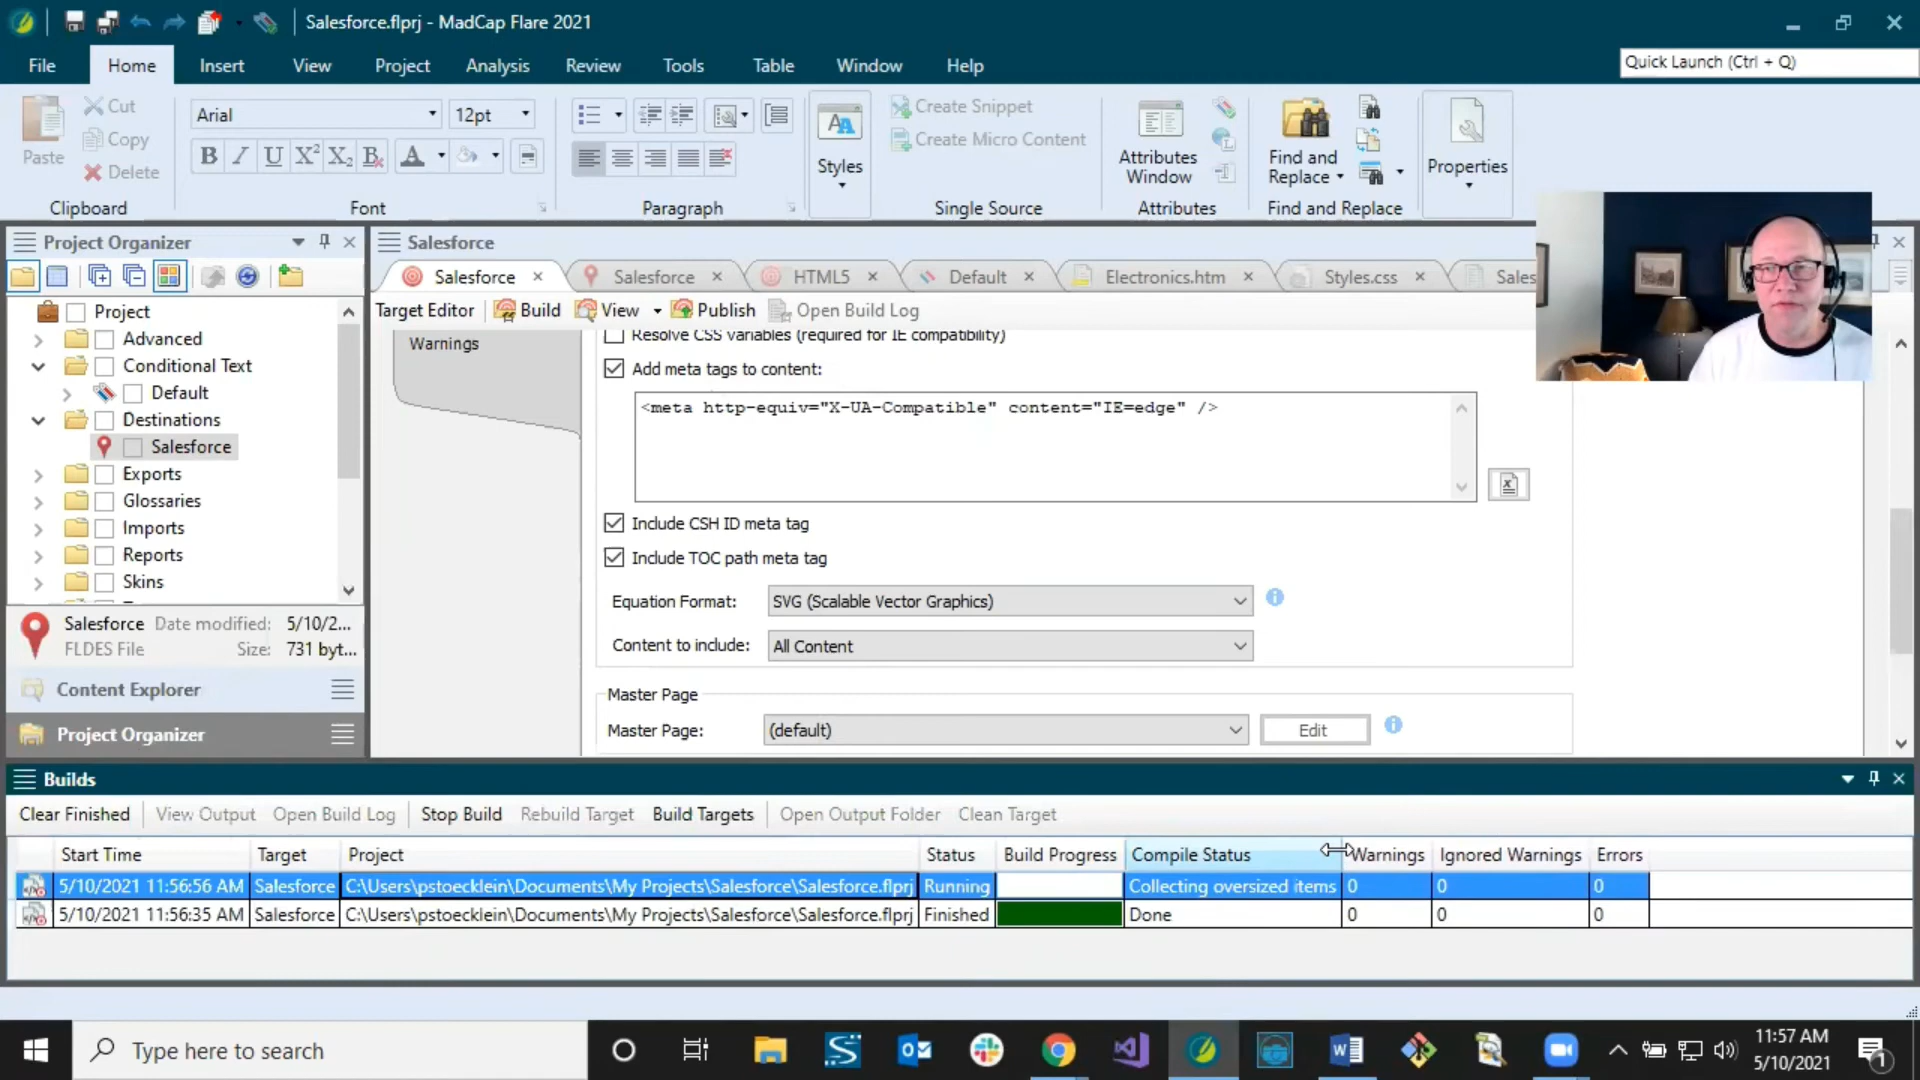 Salesforce.flprj - MadCap Flare 2021
File Home Insert View Project Analysis Review Tools Table Window Help
Quick Launch (Ctrl + Q)
Paste
Cut
Copy
Delete
Clipboard
Arial 12pt
B I U X² X₂ B
Font
Paragraph
Styles
Create Snippet
Create Micro Content
Single Source
Attributes Window
Attributes
Find and Replace
Find and Replace
Properties
Project Organizer
Project
Advanced
Conditional Text
Default
Destinations
Salesforce
Exports
Glossaries
Imports
Reports
Skins
Salesforce Date modified: 5/10/2...
FLDES File Size: 731 byt...
Content Explorer
Project Organizer
Salesforce
Salesforce Salesforce HTML5 Default Electronics.htm Styles.css Sales
Target Editor Build View Publish Open Build Log
Warnings
Resolve CSS variables (required for IE compatibility)
Add meta tags to content:
<meta http-equiv="X-UA-Compatible" content="IE=edge" />
Include CSH ID meta tag
Include TOC path meta tag
Equation Format: SVG (Scalable Vector Graphics)
Content to include: All Content
Master Page
Master Page: (default) Edit
Builds
Clear Finished View Output Open Build Log Stop Build Rebuild Target Build Targets Open Output Folder Clean Target
Start Time Target Project Status Build Progress Compile Status Warnings Ignored Warnings Errors
5/10/2021 11:56:56 AM Salesforce C:\Users\pstoecklein\Documents\My Projects\Salesforce\Salesforce.flprj Running Collecting oversized items 0 0 0
5/10/2021 11:56:35 AM Salesforce C:\Users\pstoecklein\Documents\My Projects\Salesforce\Salesforce.flprj Finished Done 0 0 0
Type here to search
11:57 AM
5/10/2021
1